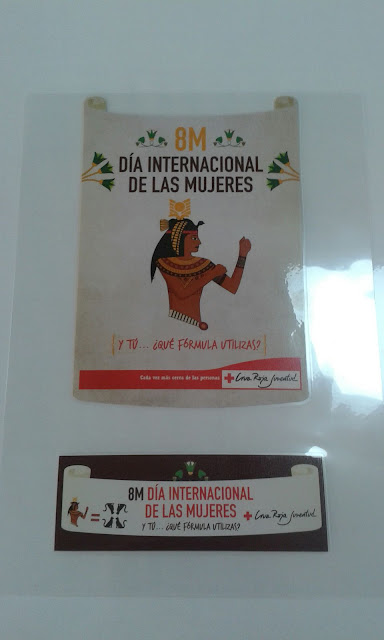 8M
DÍA INTERNACIONAL
DE LAS MUJERES
Y TÚ... ¿QUÉ FÓRMULA UTILIZAS?
Cada vez más cerca de las personas
Cruz Roja Juventud
8M DÍA INTERNACIONAL
DE LAS MUJERES
Y TÚ... ¿QUÉ FÓRMULA UTILIZAS?
=
Cruz Roja Juventud